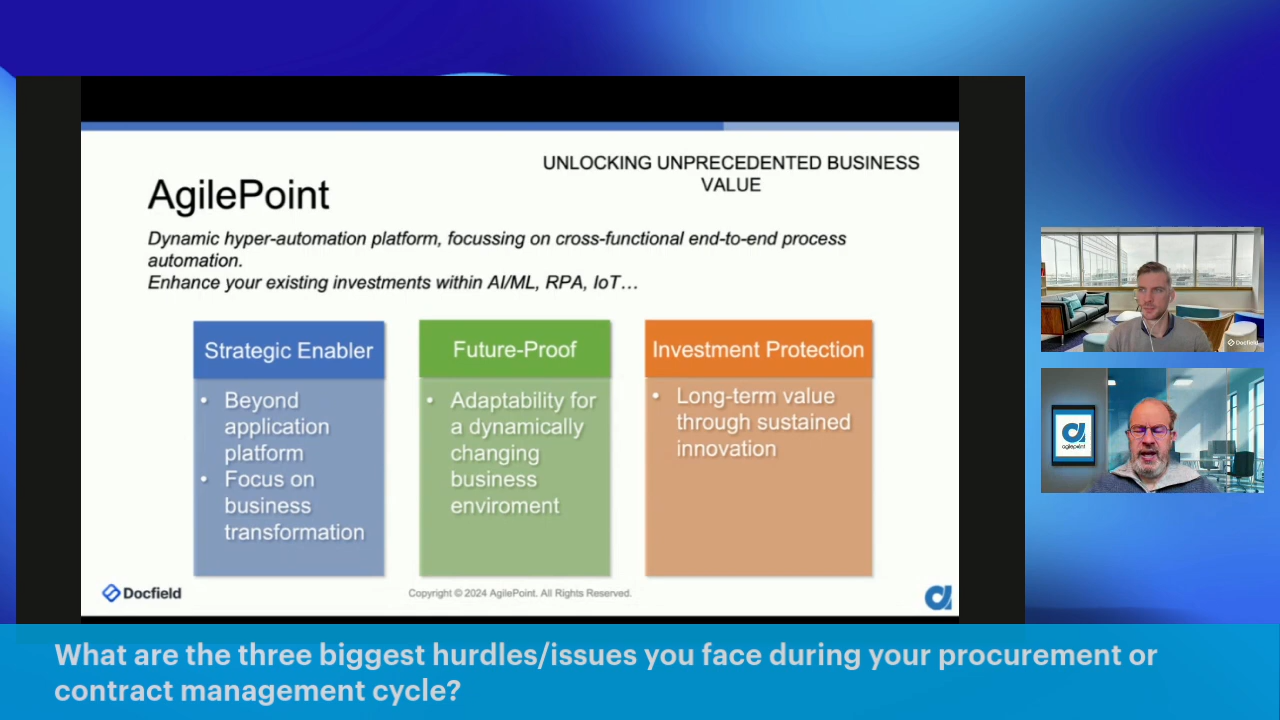 UNLOCKING UNPRECEDENTED BUSINESS
VALUE
AgilePoint
Dynamic hyper-automation platform, focussing on cross-functional end-to-end process
automation.
Enhance your existing investments within AI/ML, RPA, IoT…
Strategic Enabler
• Beyond
application
platform
• Focus on
business
transformation
Future-Proof
• Adaptability for
a dynamically
changing
business
enviroment
Investment Protection
• Long-term value
through sustained
innovation
Docfield
Copyright © 2024 AgilePoint. All Rights Reserved.
Docfield
agilepoint
What are the three biggest hurdles/issues you face during your procurement or
contract management cycle?